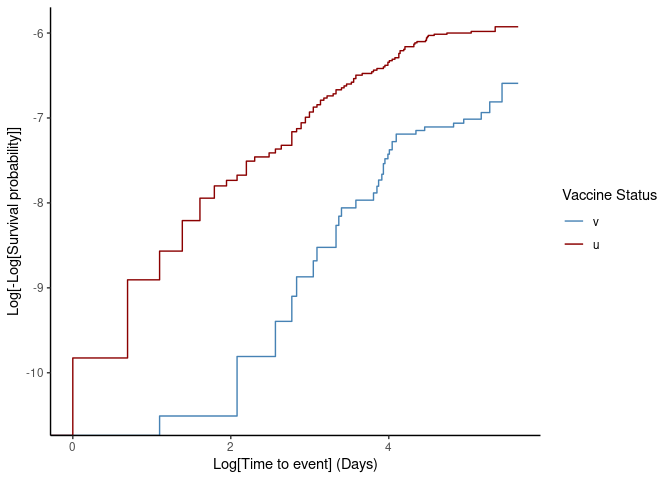 -6
-7
-8
-9
-10
0
2
4
Log[-Log[Survival probability]]
Log[Time to event] (Days)
Vaccine Status
v
u